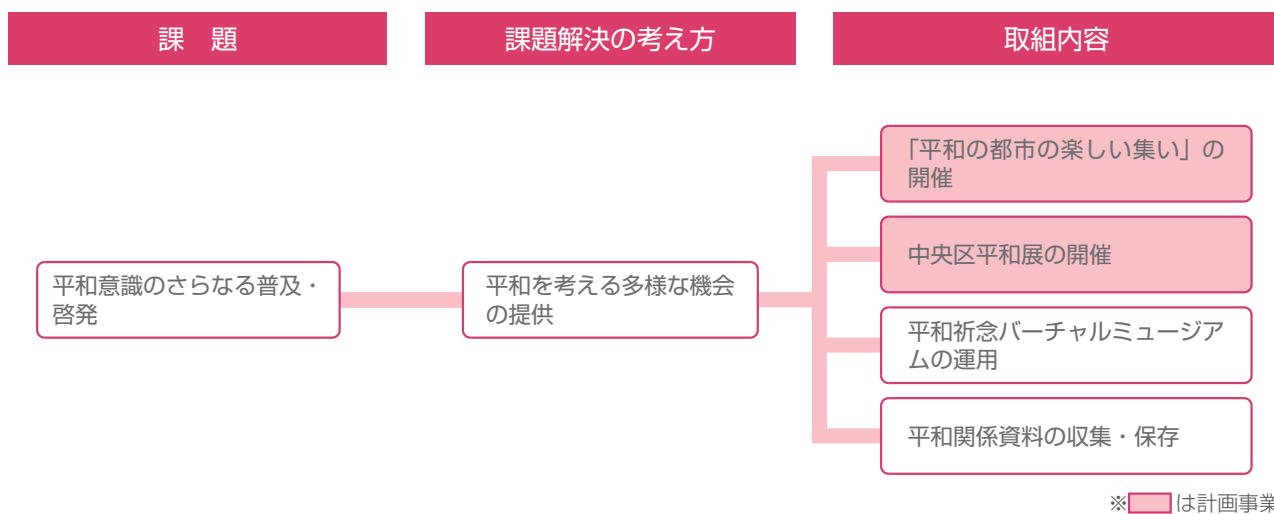 課　題
課題解決の考え方
取組内容
平和意識のさらなる普及・
啓発
平和を考える多様な機会
の提供
「平和の都市の楽しい集い」の
開催
中央区平和展の開催
平和祈念バーチャルミュージア
ムの運用
平和関係資料の収集・保存
※ は計画事業